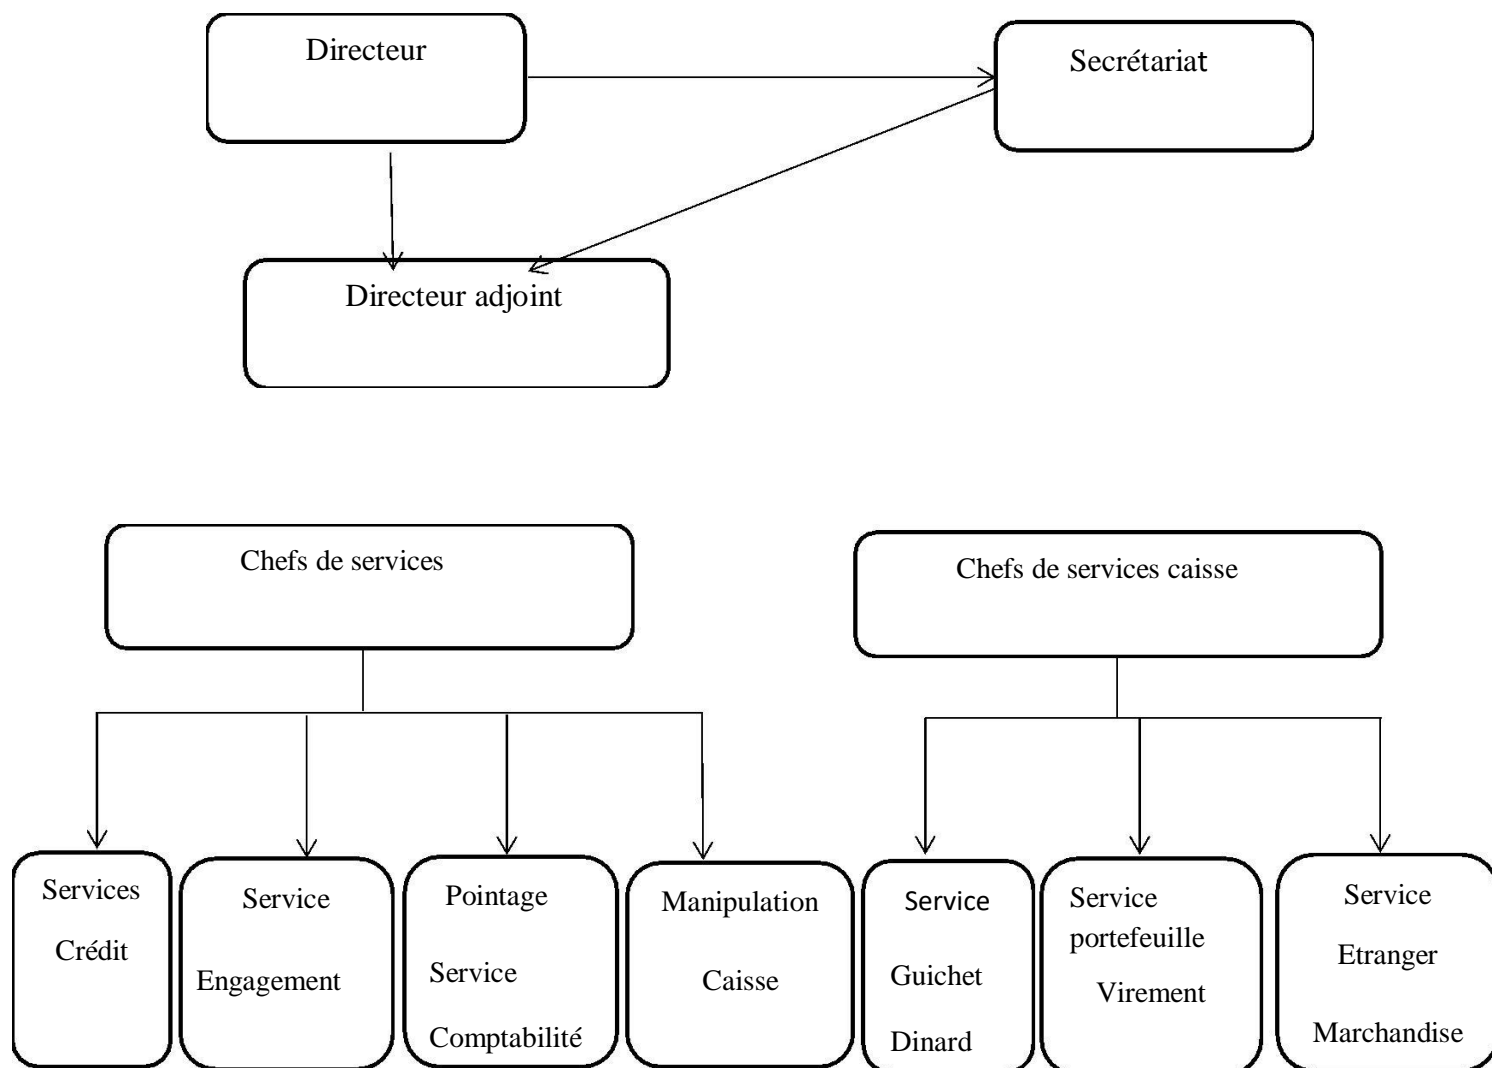 Directeur
Secrétariat
Directeur adjoint
Chefs de services
Chefs de services caisse
Services
Crédit
Service
Engagement
Pointage
Service
Comptabilité
Manipulation
Caisse
Service
Guichet
Dinard
Service
portefeuille
Virement
Service
Etranger
Marchandise